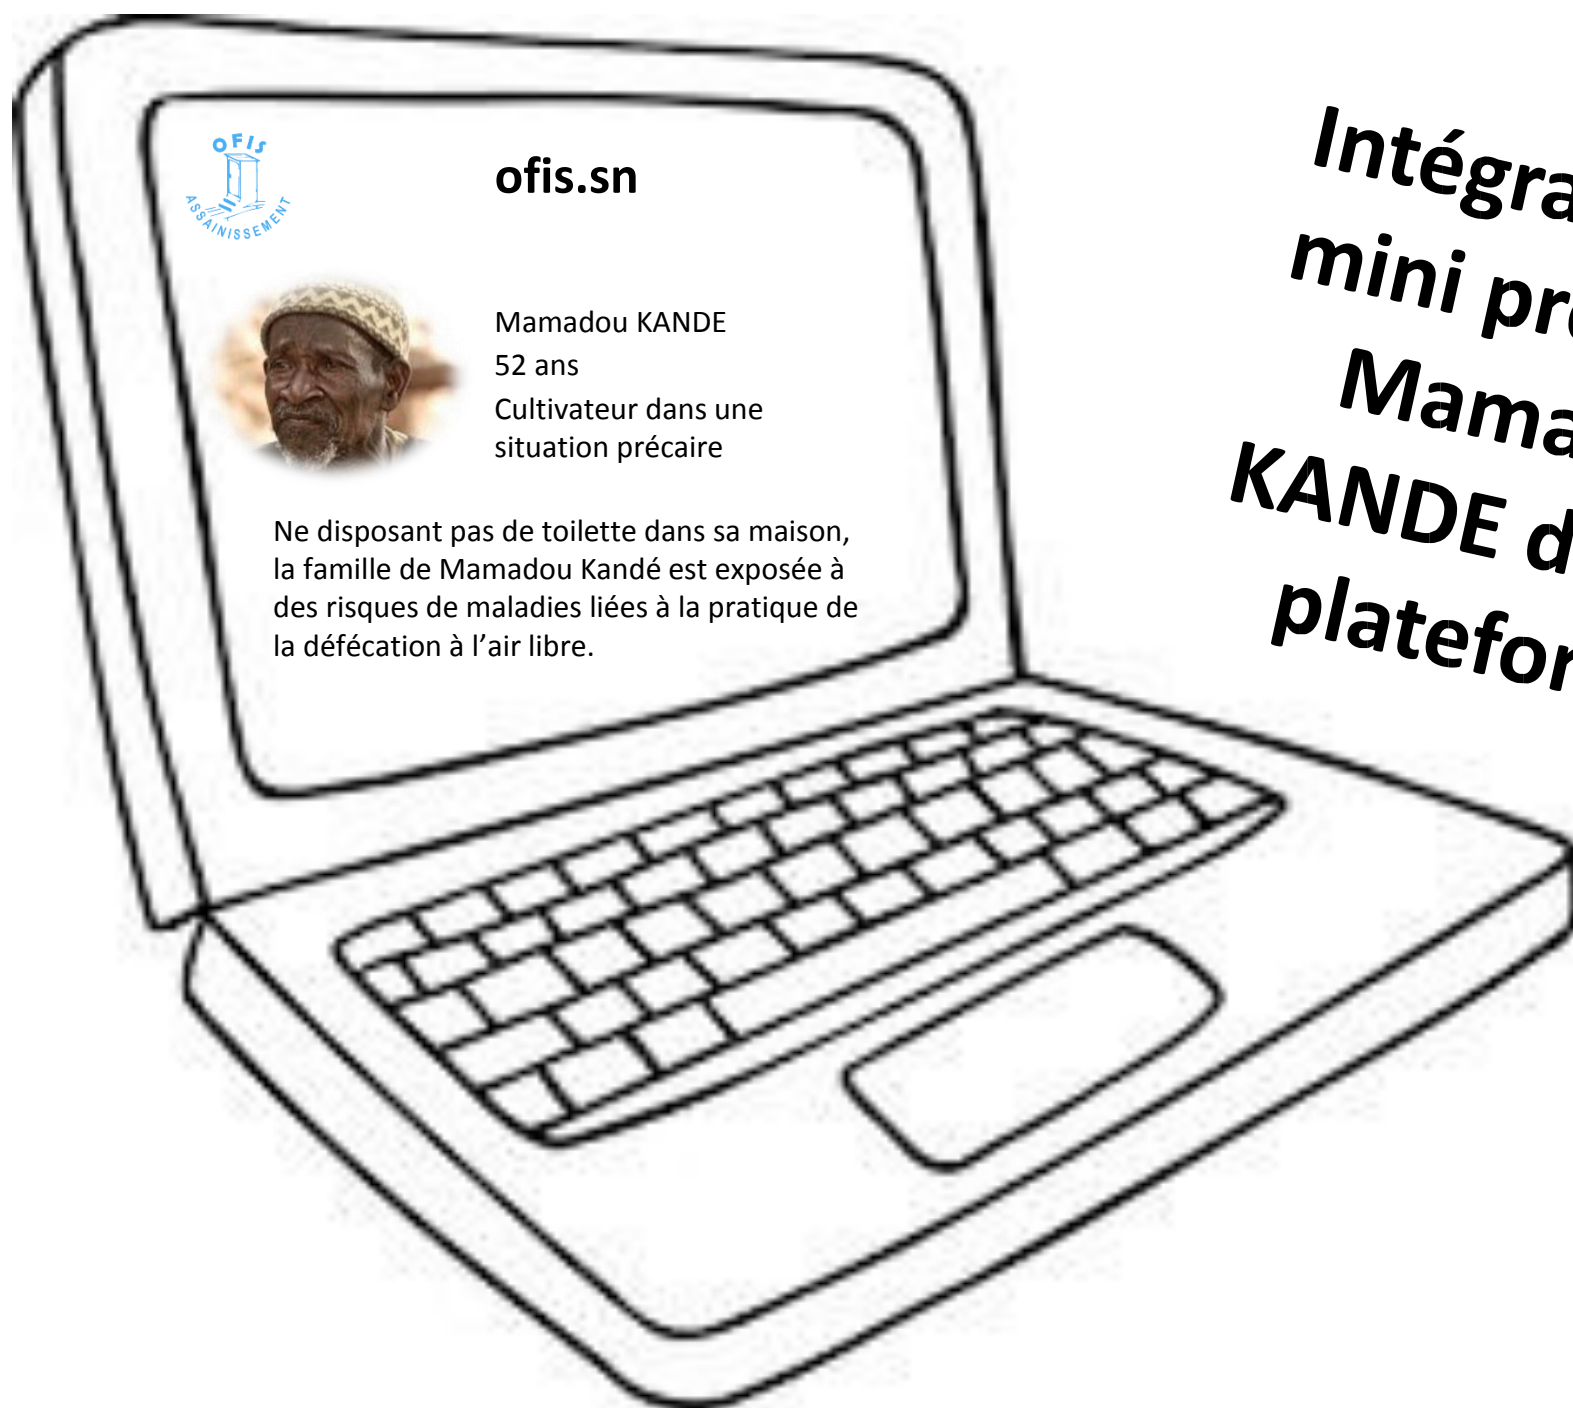 OFIS
ASSAINISSEMENT
ofis.sn
Mamadou KANDE
52 ans
Cultivateur dans une
situation précaire
Ne disposant pas de toilette dans sa maison,
la famille de Mamadou Kandé est exposée à
des risques de maladies liées à la pratique de
la défécation à l’air libre.
mini
KANDE